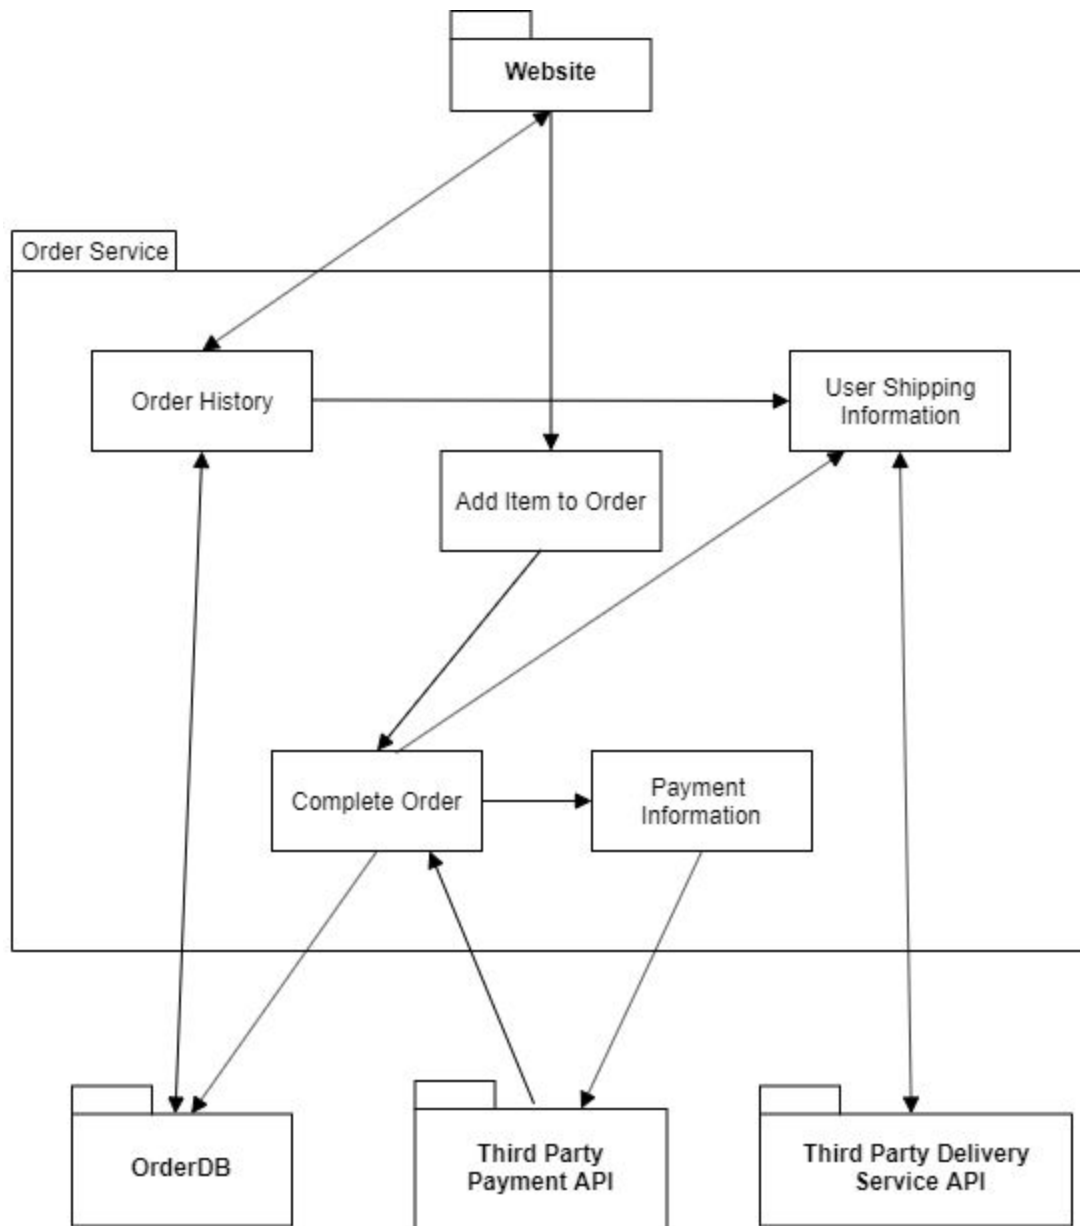 Website
Order Service
Order History
User Shipping
Information
Add Item to Order
Complete Order
Payment
Information
OrderDB
Third Party
Payment API
Third Party Delivery
Service API